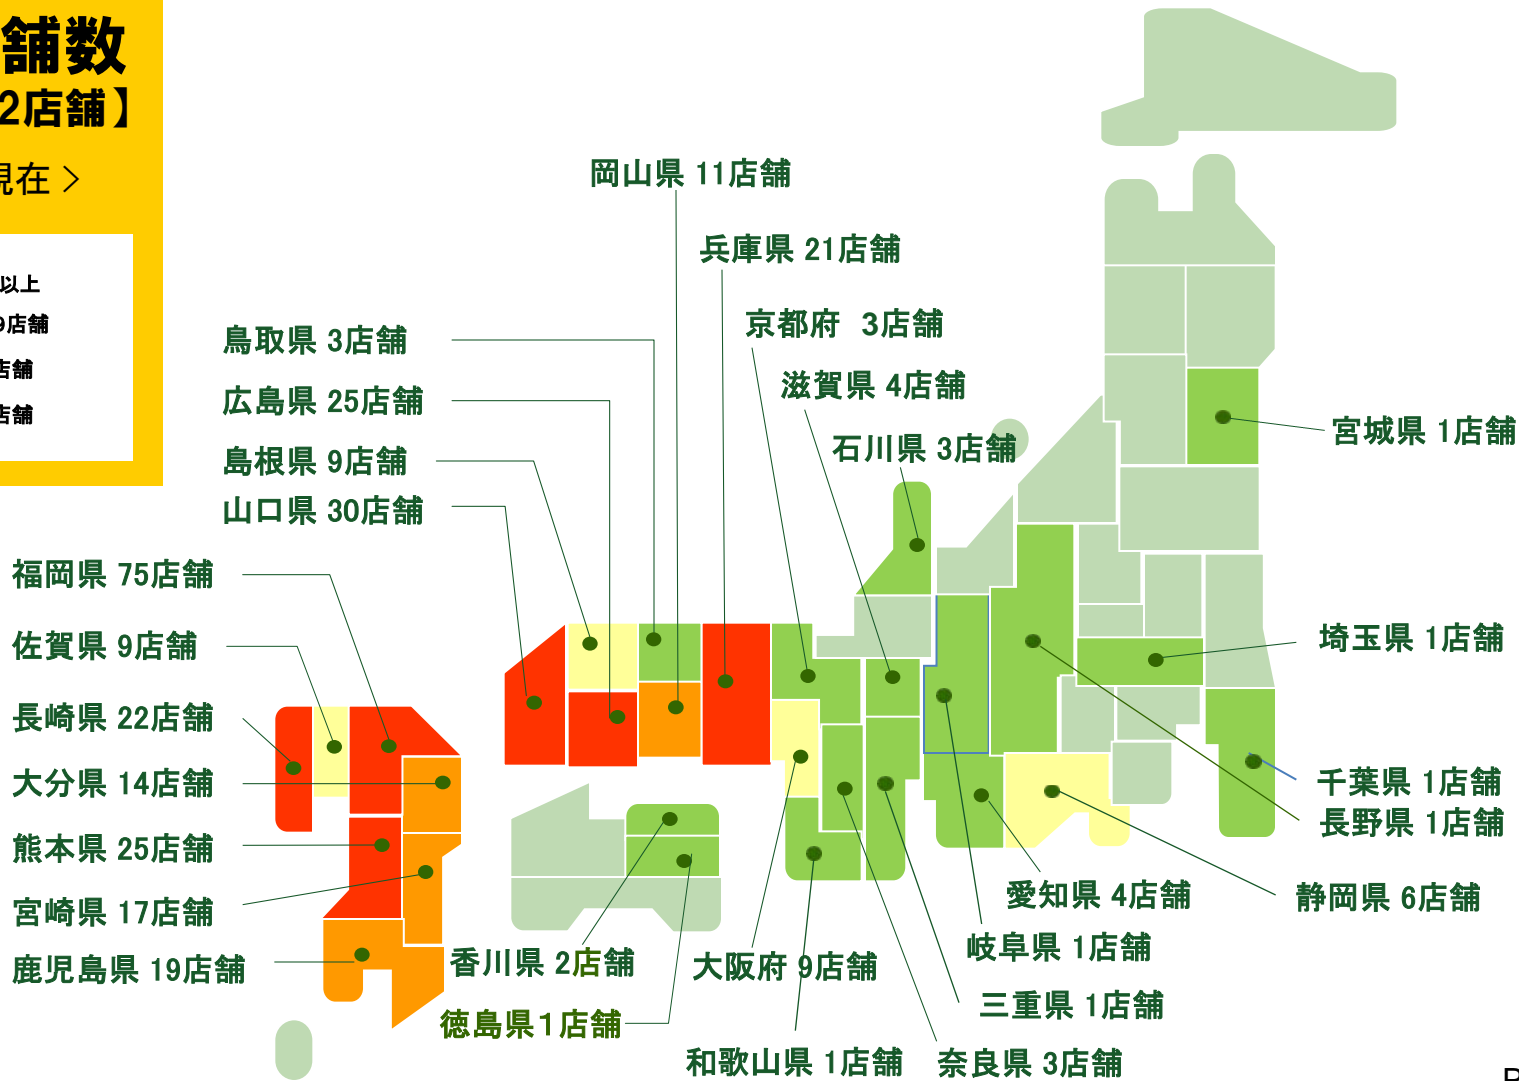 舗数
2店舗】
現在 >
以上
9店舗
店舗
店舗
岡山県 11店舗
兵庫県 21店舗
京都府 3店舗
滋賀県 4店舗
石川県 3店舗
鳥取県 3店舗
広島県 25店舗
島根県 9店舗
山口県 30店舗
福岡県 75店舗
佐賀県 9店舗
長崎県 22店舗
大分県 14店舗
熊本県 25店舗
宮崎県 17店舗
鹿児島県 19店舗
宮城県 1店舗
埼玉県 1店舗
千葉県 1店舗
長野県 1店舗
静岡県 6店舗
愛知県 4店舗
岐阜県 1店舗
三重県 1店舗
奈良県 3店舗
和歌山県 1店舗
大阪府 9店舗
香川県 2店舗
徳島県1店舗